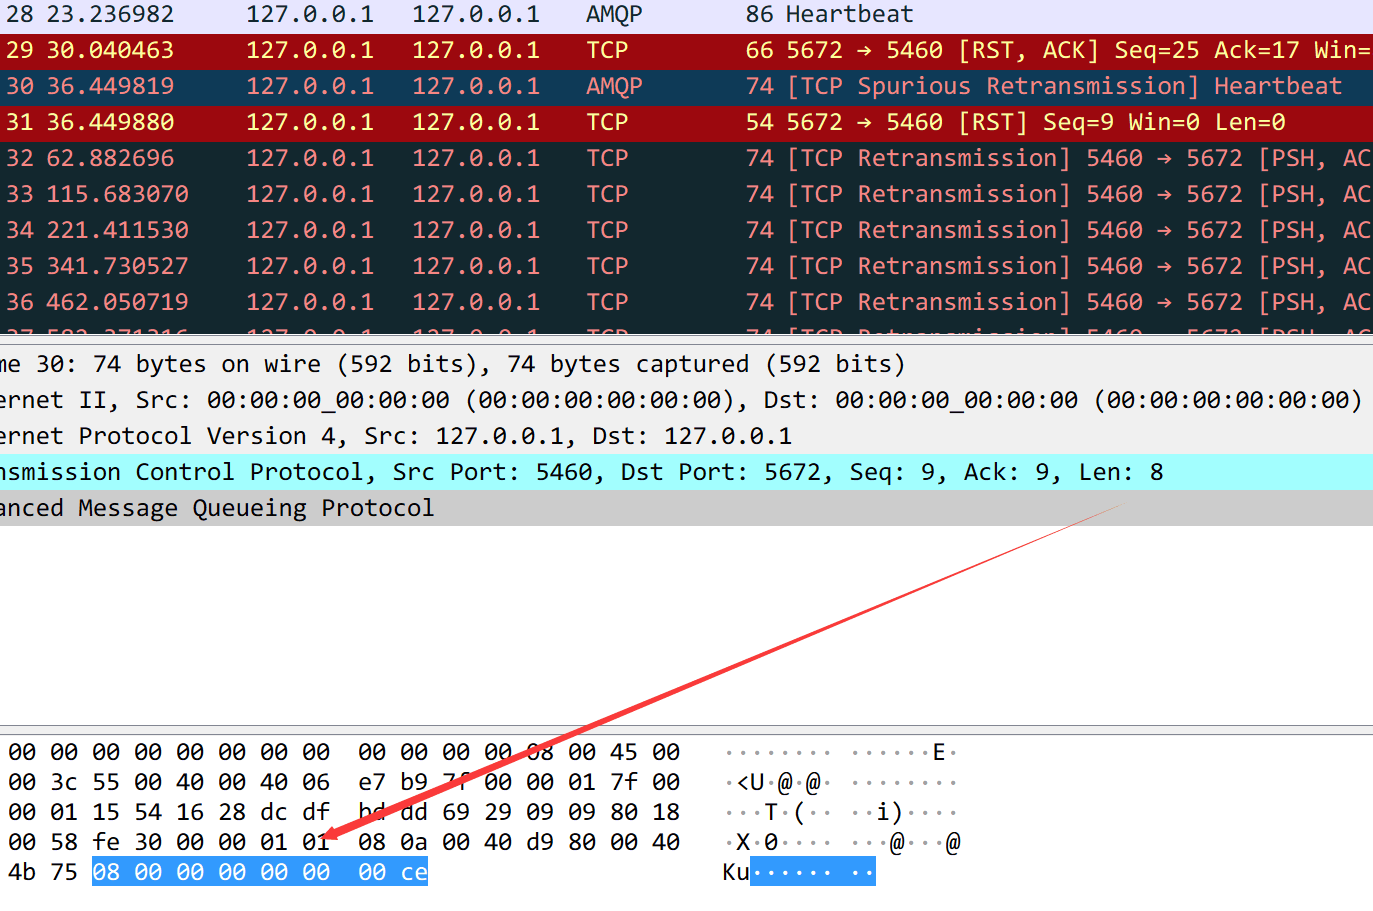 28 23.236982 127.0.0.1 127.0.0.1 AMQP 86 Heartbeat
29 30.040463 127.0.0.1 127.0.0.1 TCP 66 5672 → 5460 [RST, ACK] Seq=25 Ack=17 Win=
30 36.449819 127.0.0.1 127.0.0.1 AMQP 74 [TCP Spurious Retransmission] Heartbeat
31 36.449880 127.0.0.1 127.0.0.1 TCP 54 5672 → 5460 [RST] Seq=9 Win=0 Len=0
32 62.882696 127.0.0.1 127.0.0.1 TCP 74 [TCP Retransmission] 5460 → 5672 [PSH, AC
33 115.683070 127.0.0.1 127.0.0.1 TCP 74 [TCP Retransmission] 5460 → 5672 [PSH, AC
34 221.411530 127.0.0.1 127.0.0.1 TCP 74 [TCP Retransmission] 5460 → 5672 [PSH, AC
35 341.730527 127.0.0.1 127.0.0.1 TCP 74 [TCP Retransmission] 5460 → 5672 [PSH, AC
36 462.050719 127.0.0.1 127.0.0.1 TCP 74 [TCP Retransmission] 5460 → 5672 [PSH, AC
me 30: 74 bytes on wire (592 bits), 74 bytes captured (592 bits)
ernet II, Src: 00:00:00_00:00:00 (00:00:00:00:00:00), Dst: 00:00:00_00:00:00 (00:00:00:00:00:00)
ernet Protocol Version 4, Src: 127.0.0.1, Dst: 127.0.0.1
nsmission Control Protocol, Src Port: 5460, Dst Port: 5672, Seq: 9, Ack: 9, Len: 8
anced Message Queueing Protocol
00 00 00 00 00 00 00 00 00 00 00 00 08 00 45 00 ········ ······E·
00 3c 55 00 40 00 40 06 e7 b9 7f 00 00 01 7f 00 ·<U·@·@· ········
00 01 15 54 16 28 dc df bd dd 69 29 09 09 80 18 ···T·(·· ··i)····
00 58 fe 30 00 00 01 01 08 0a 00 40 d9 80 00 40 ·X·0···· ···@···@
4b 75 08 00 00 00 00 00 00 ce Ku······ ··